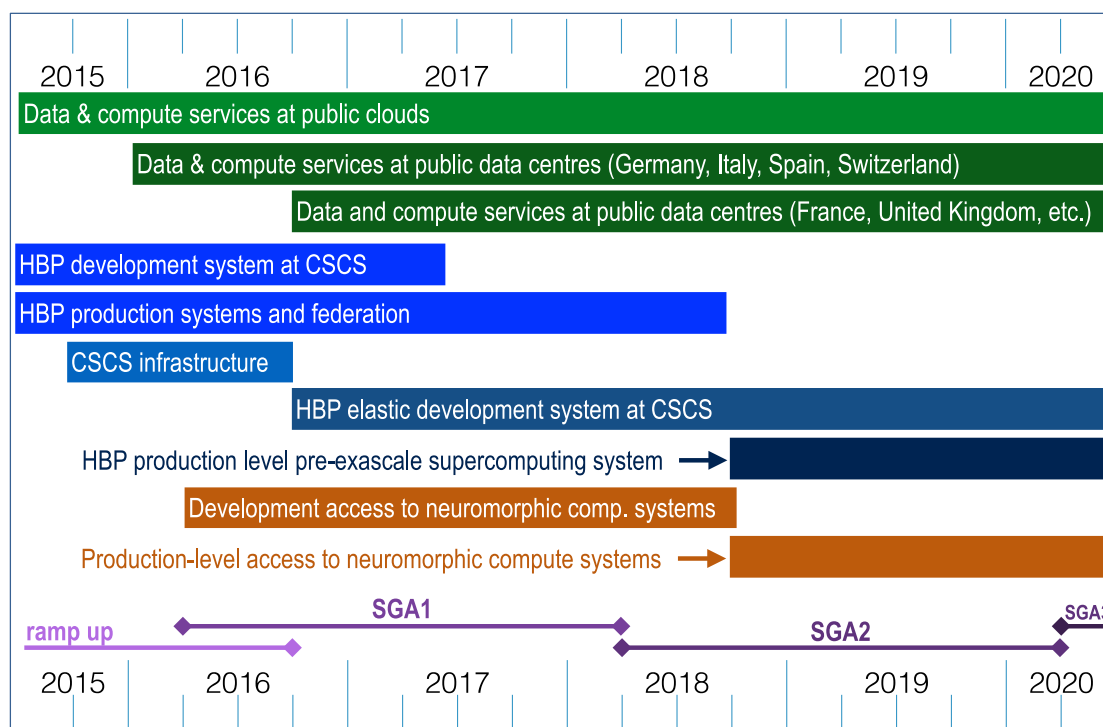 2015 2016 2017 2018 2019 2020
Data & compute services at public clouds
Data & compute services at public data centres (Germany, Italy, Spain, Switzerland)
Data and compute services at public data centres (France, United Kingdom, etc.)
HBP development system at CSCS
HBP production systems and federation
CSCS infrastructure
HBP elastic development system at CSCS
HBP production level pre-exascale supercomputing system
Development access to neuromorphic comp. systems
Production-level access to neuromorphic compute systems
SGA1
SGA3
ramp up
SGA2
2015 2016 2017 2018 2019 2020